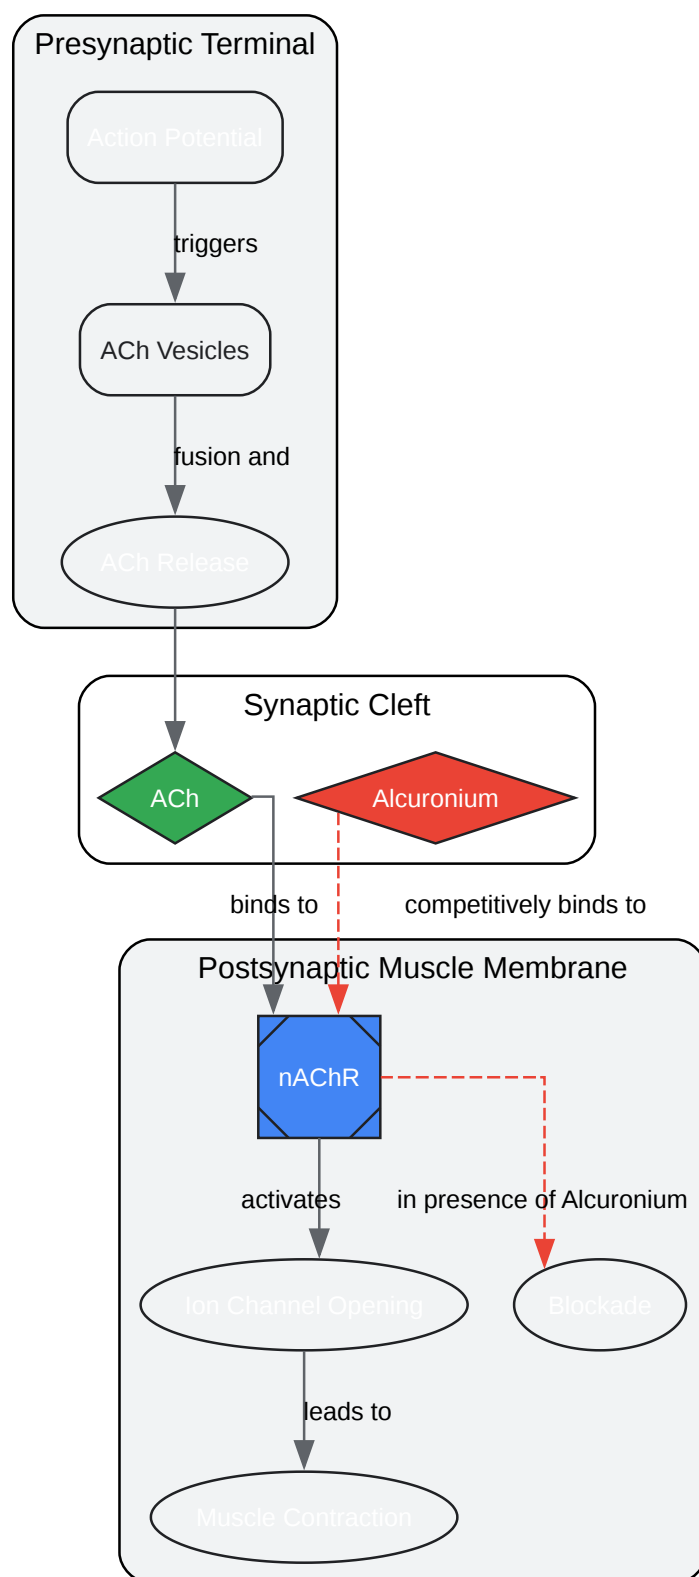 Presynaptic Terminal
Action Potential
triggers
ACh Vesicles
fusion and
ACh Release
Synaptic Cleft
ACh
Alcuronium
binds to
competitively binds to
Postsynaptic Muscle Membrane
nAChR
activates
in presence of Alcuronium
Ion Channel Opening
Blockade
leads to
Muscle Contraction